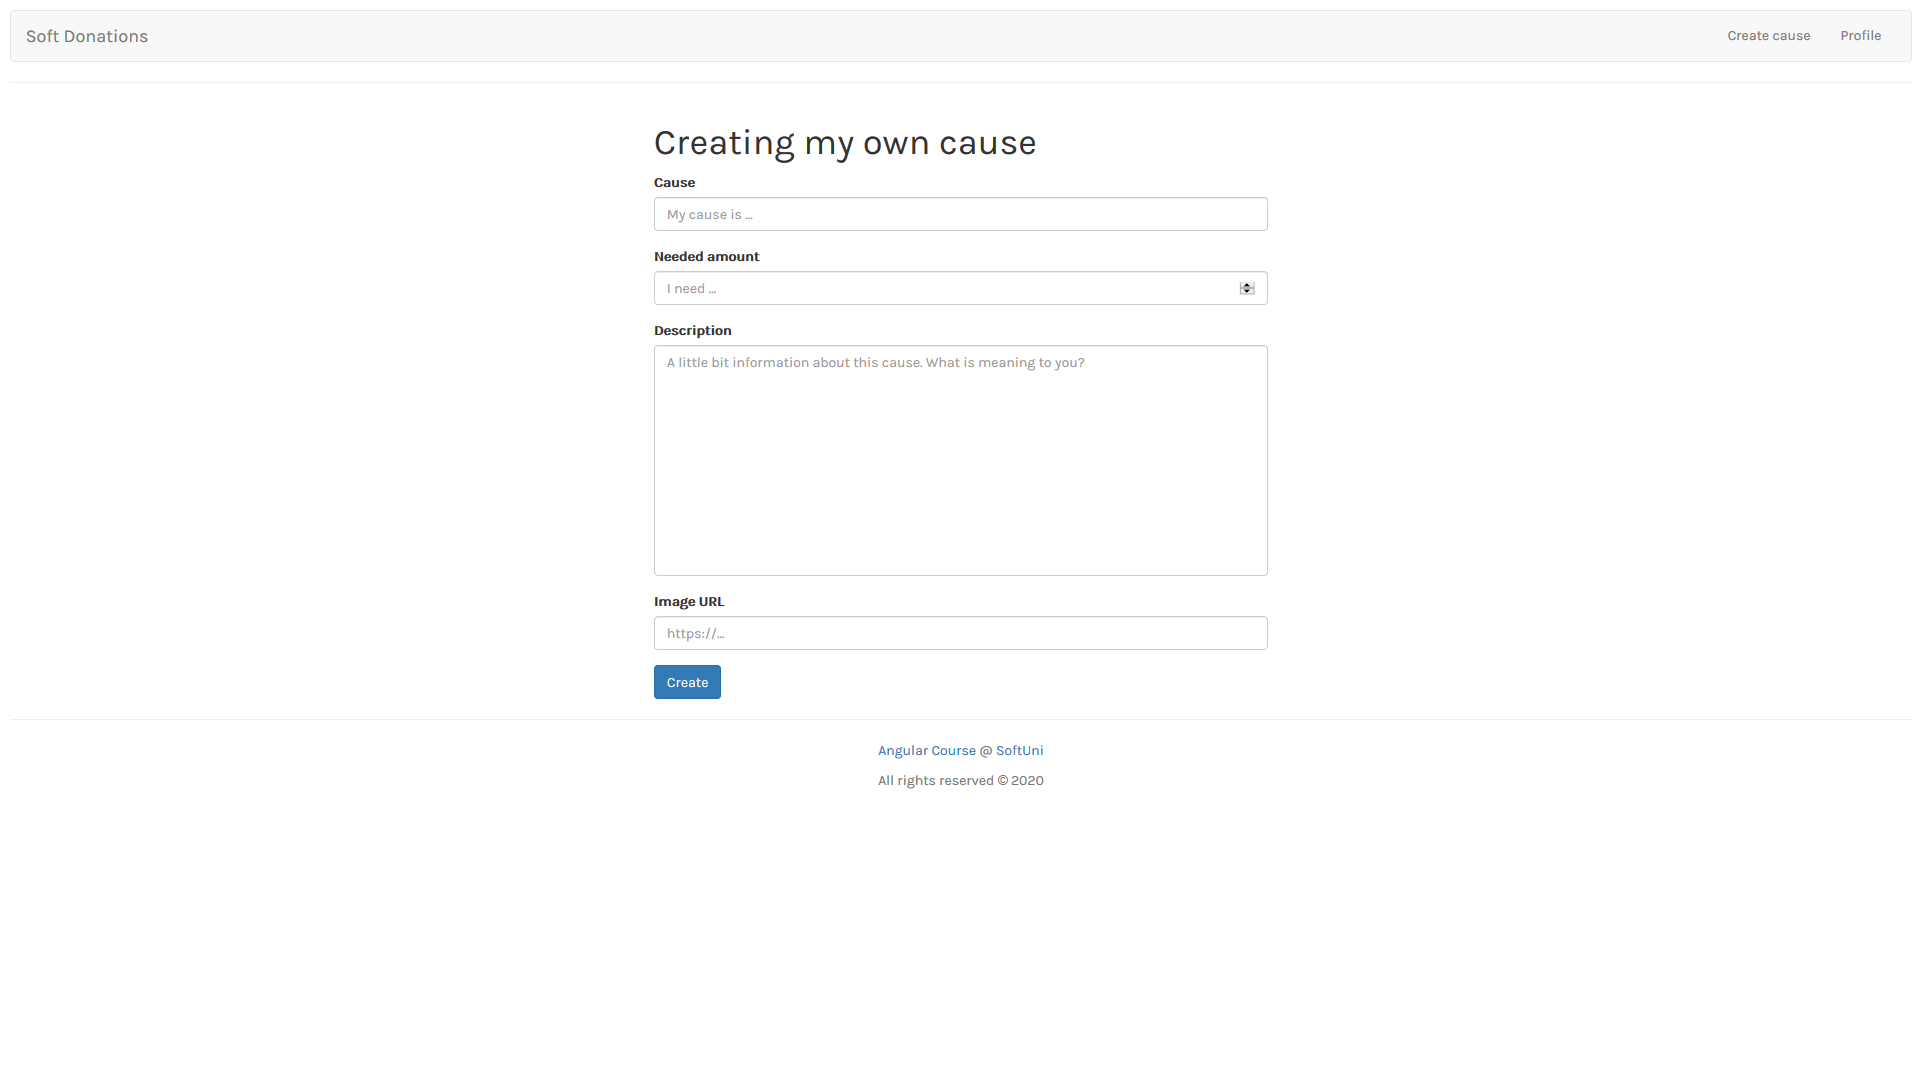 Soft Donations
Create cause
Profile
Creating my own cause
Cause
My cause is ...
Needed amount
I need ...
Description
A little bit information about this cause. What is meaning to you?
Image URL
https://...
Create
Angular Course @ SoftUni
All rights reserved © 2020